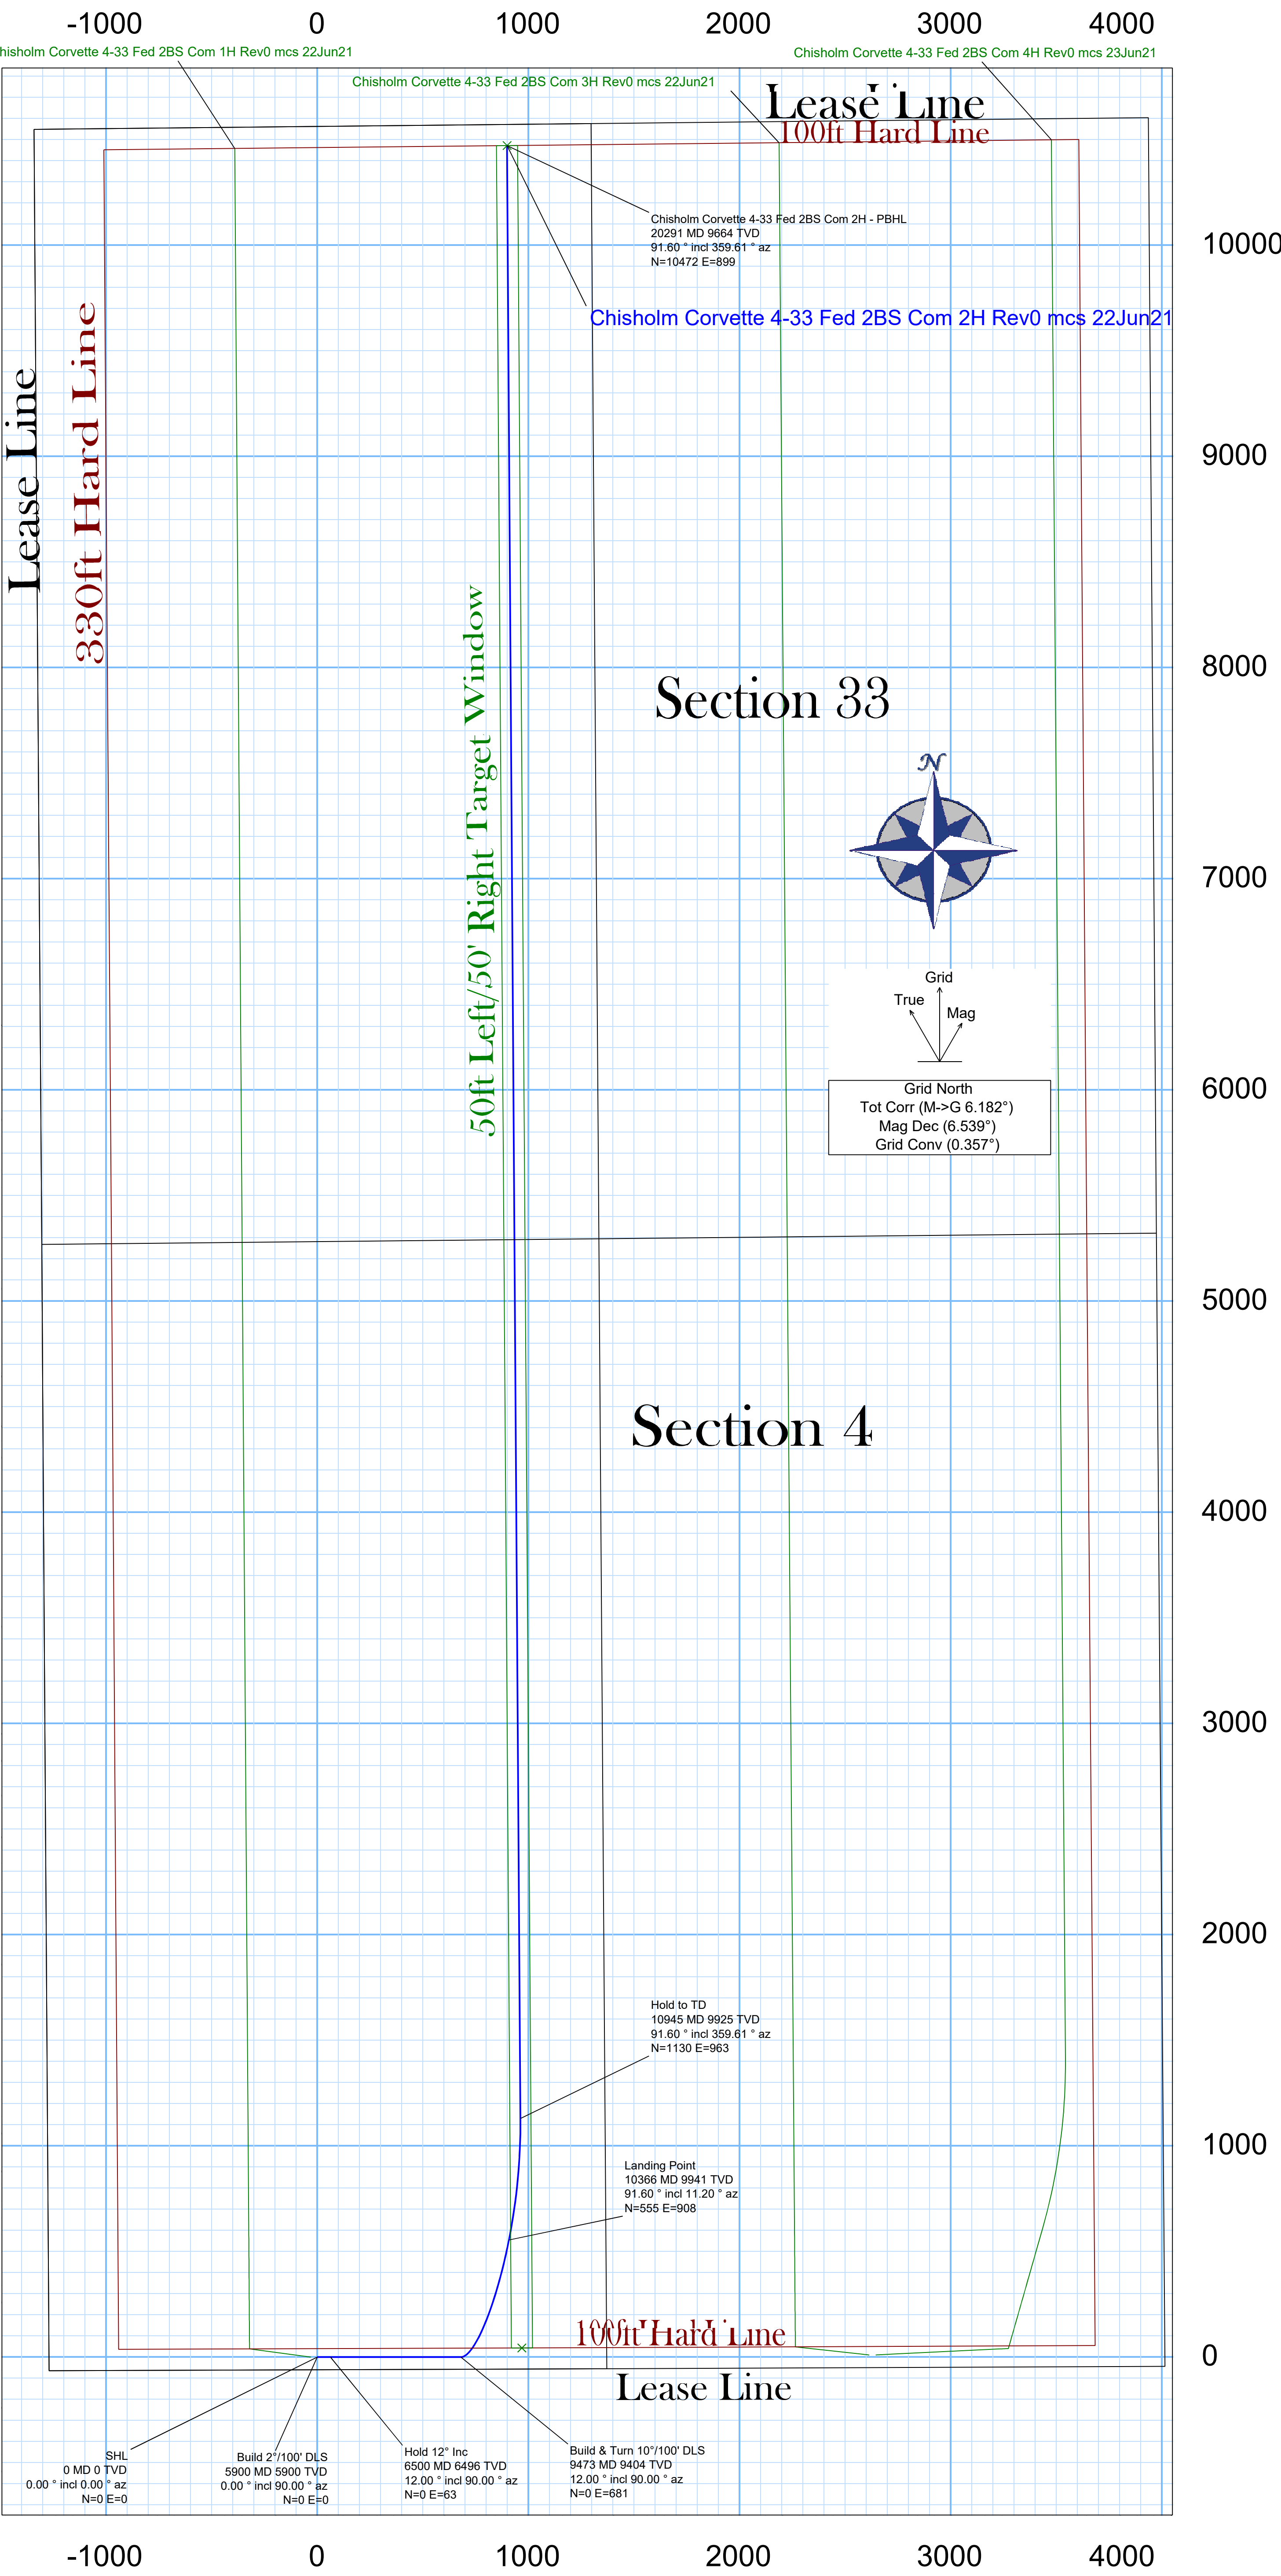 -1000 0 1000 2000 3000 4000
hisholm Corvette 4-33 Fed 2BS Com 1H Rev0 mcs 22Jun21
Chisholm Corvette 4-33 Fed 2BS Com 4H Rev0 mcs 23Jun21
Chisholm Corvette 4-33 Fed 2BS Com 3H Rev0 mcs 22Jun21
Lease Line
100ft Hard Line
Chisholm Corvette 4-33 Fed 2BS Com 2H - PBHL
20291 MD 9664 TVD
91.60 ° incl 359.61 ° az
N=10472 E=899
10000
Chisholm Corvette 4-33 Fed 2BS Com 2H Rev0 mcs 22Jun21
Lease Line
330ft Hard Line
9000
8000
50ft Left/50' Right Target Window
Section 33
N
7000
Grid
True
Mag
6000
Grid North
Tot Corr (M->G 6.182°)
Mag Dec (6.539°)
Grid Conv (0.357°)
5000
Section 4
4000
3000
2000
Hold to TD
10945 MD 9925 TVD
91.60 ° incl 359.61 ° az
N=1130 E=963
1000
Landing Point
10366 MD 9941 TVD
91.60 ° incl 11.20 ° az
N=555 E=908
100ft Hard Line
0
Lease Line
SHL
0 MD 0 TVD
0.00 ° incl 0.00 ° az
N=0 E=0
Build 2°/100' DLS
5900 MD 5900 TVD
0.00 ° incl 90.00 ° az
N=0 E=0
Hold 12° Inc
6500 MD 6496 TVD
12.00 ° incl 90.00 ° az
N=0 E=63
Build & Turn 10°/100' DLS
9473 MD 9404 TVD
12.00 ° incl 90.00 ° az
N=0 E=681
-1000 0 1000 2000 3000 4000